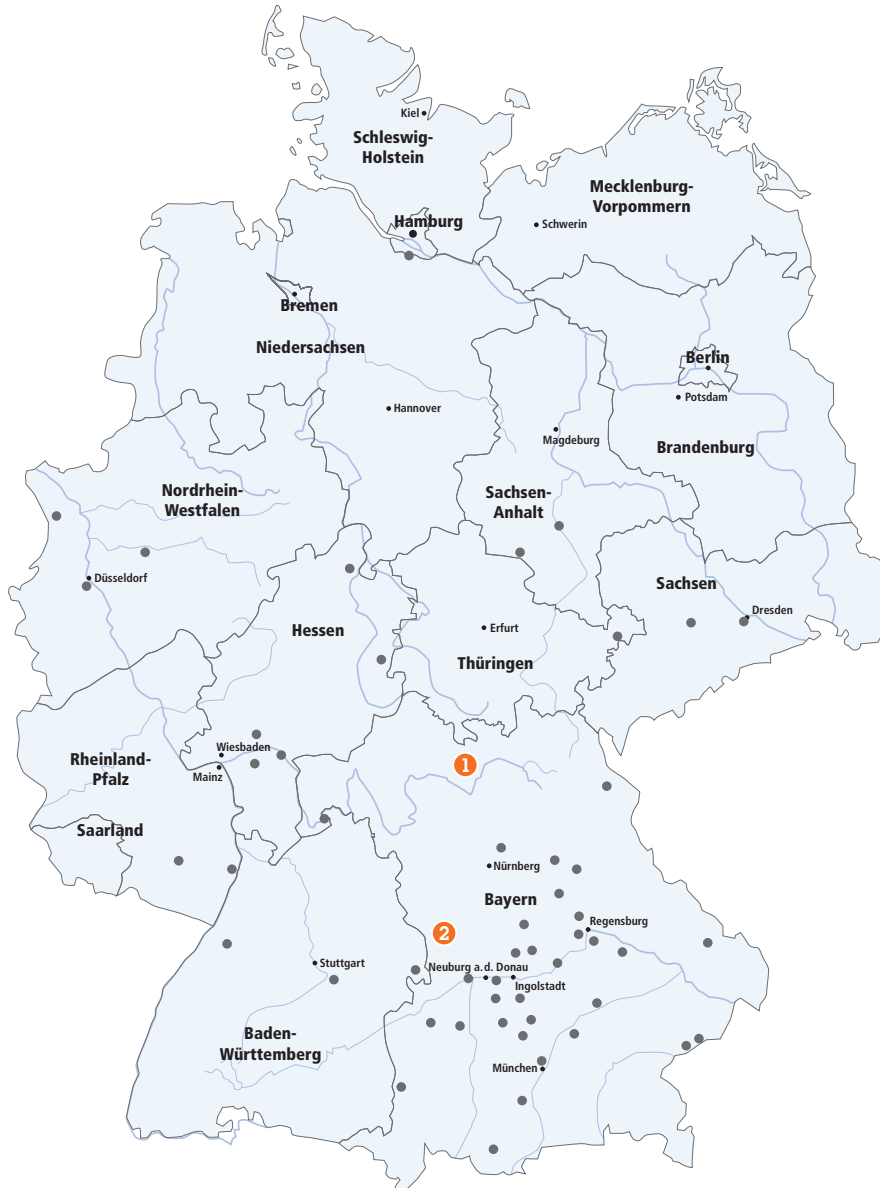 Kiel
Schleswig-
Holstein
Mecklenburg-
Vorpommern
Hamburg
Schwerin
Bremen
Niedersachsen
Berlin
Potsdam
Hannover
Magdeburg
Brandenburg
Nordrhein-
Westfalen
Sachsen-
Anhalt
Düsseldorf
Sachsen
Dresden
Hessen
Erfurt
Thüringen
Wiesbaden
Rheinland-
Pfalz
Mainz
1
Saarland
Nürnberg
Bayern
Regensburg
2
Stuttgart
Neuburg a.d. Donau
Ingolstadt
Baden-
Württemberg
München